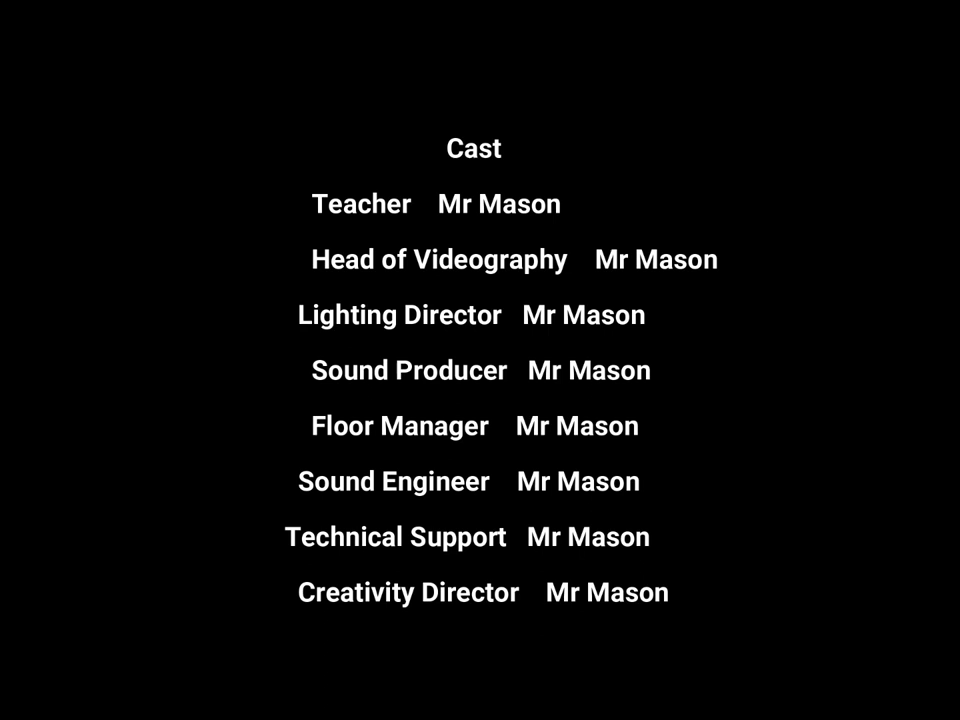 Cast
Teacher Mr Mason
Head of Videography Mr Mason
Lighting Director Mr Mason
Sound Producer Mr Mason
Floor Manager Mr Mason
Sound Engineer Mr Mason
Technical Support Mr Mason
Creativity Director Mr Mason